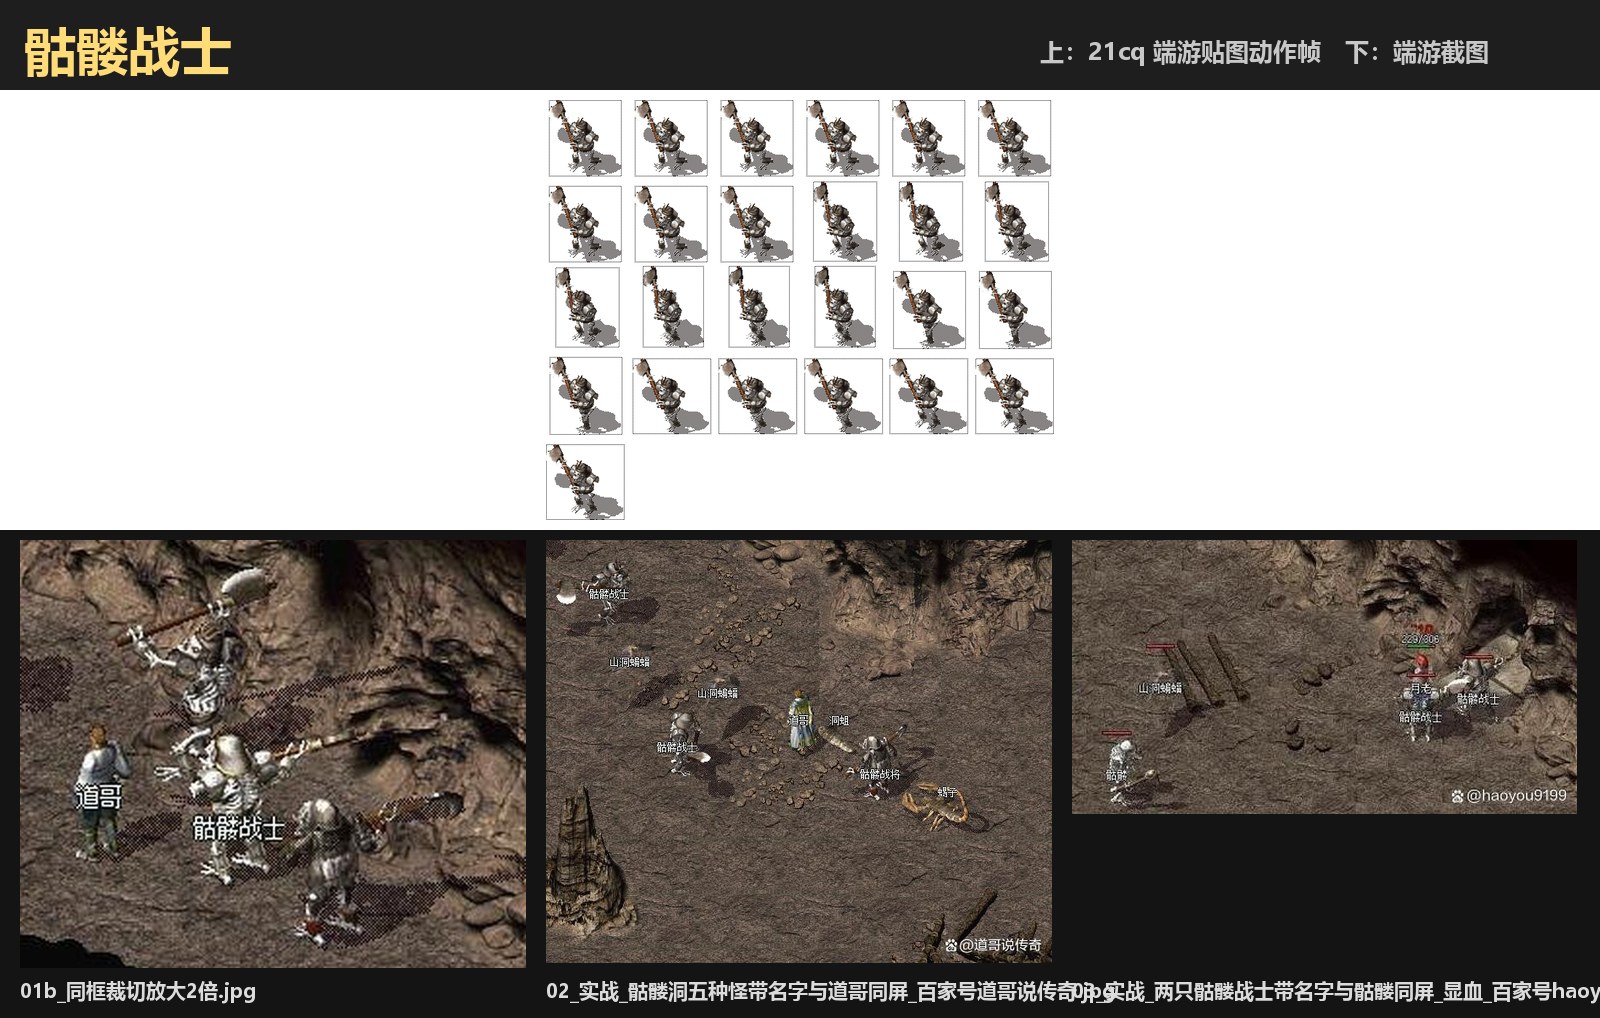 骷髅战士
上：21cq 端游贴图动作帧 下：端游截图
道哥
骷髅战士
骷髅战士
山洞蝙蝠
山洞蝙蝠
道哥
洞蛆
骷髅战士
骷髅战将
蝎子
@道哥说传奇
229/306
山洞蝙蝠
月老
骷髅战士
骷髅战士
骷髅
@haoyou9199
01b_同框裁切放大2倍.jpg
02_实战_骷髅洞五种怪带名字与道哥同屏_百家号道哥说传奇.jpg
实战_两只骷髅战士带名字与骷髅同屏_显血_百家号haoy